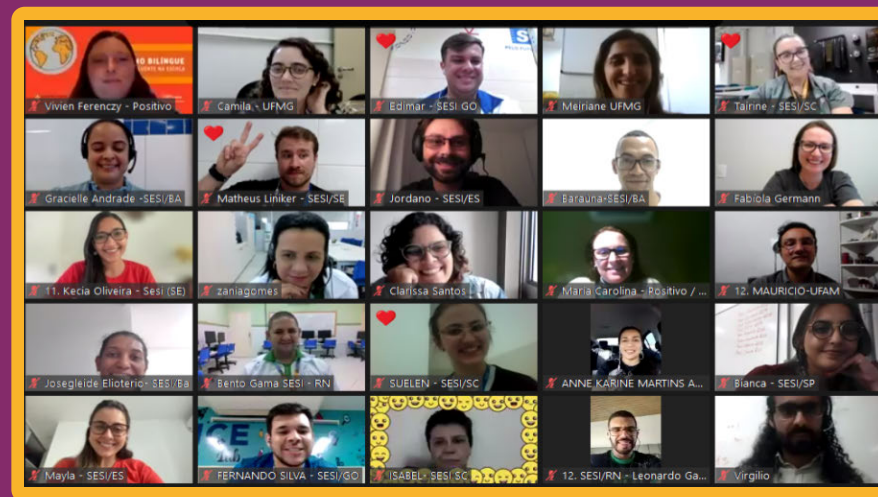 MO BILÍNGUE
Vivien Ferenczy - Positivo
Camila - UFMG
Edimar - SESI GO
Meiriane UFMG
Tairine - SESI/SC
Gracielle Andrade -SESI/BA
Matheus Liniker - SESI/SE
Jordano - SESI/ES
Barauna-SESI/BA
Fabíola Germann
11. Kecia Oliveira - Sesi (SE)
zaniagomes
Clarissa Santos
Maria Carolina - Positivo / ...
12. MAURICIO-UFAM
Josegleide Elioterio- SESI/Ba
Bento Gama SESI - RN
SUELEN - SESI/SC
ANNE KARINE MARTINS A...
Bianca - SESI/SP
Mayla - SESI/ES
FERNANDO SILVA - SESI/GO
ISABEL- SESI SC
12. SESI/RN - Leonardo Ga...
Virgilio